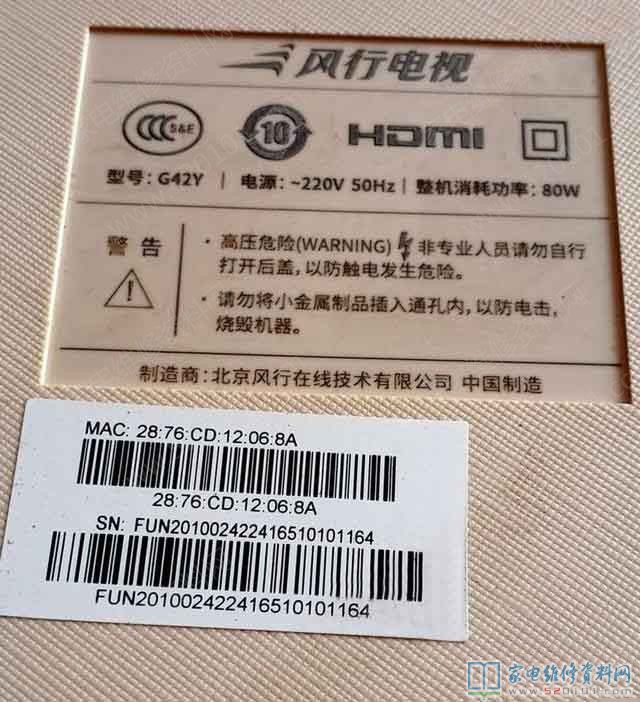 风行电视
CCC S&E 10 HDMI
型号: G42Y | 电源: ~220V 50Hz | 整机消耗功率: 80W
警告
· 高压危险(WARNING) 非专业人员请勿自行
打开后盖,以防触电发生危险。
· 请勿将小金属制品插入通孔内,以防电击,
烧毁机器。
制造商:北京风行在线技术有限公司 中国制造
MAC: 28:76:CD:12:06:8A
28:76:CD:12:06:8A
SN: FUN201002422416510101164
FUN201002422416510101164
家电维修资料网
www.520101.com